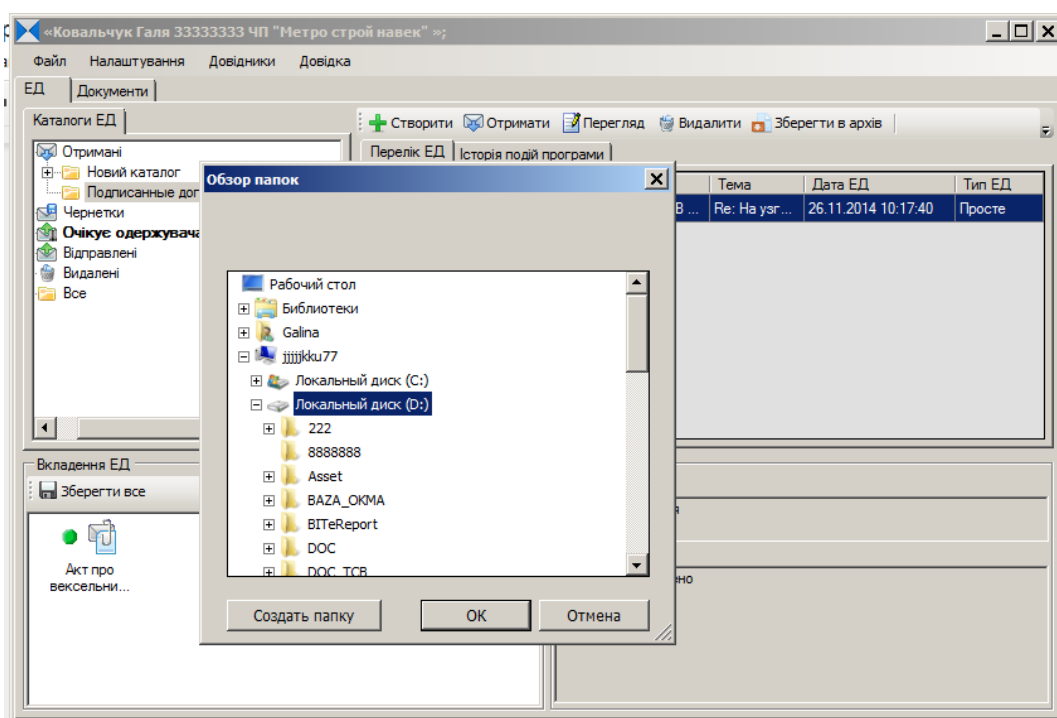 «Ковальчук Галя 33333333 ЧП "Метро строй навек" »;
Файл Налаштування Довідники Довідка
ЕД Документи
Каталоги ЕД
Створити Отримати Перегляд Видалити Зберегти в архів
Перелік ЕД Історія подій програми
Отримані
Новий каталог
Подписанные дог
Чернетки
Очікує одержувача
Відправлені
Видалені
Все
Тема Дата ЕД Тип ЕД
В ... Re: На узг... 26.11.2014 10:17:40 Просте
Обзор папок
Рабочий стол
Библиотеки
Galina
jjjjjkku77
Локальный диск (C:)
Локальный диск (D:)
222
8888888
Asset
BAZA_OKMA
BITeReport
DOC
DOC_TCB
Создать папку ОК Отмена
Вкладення ЕД
Зберегти все
Акт про
вексельни...